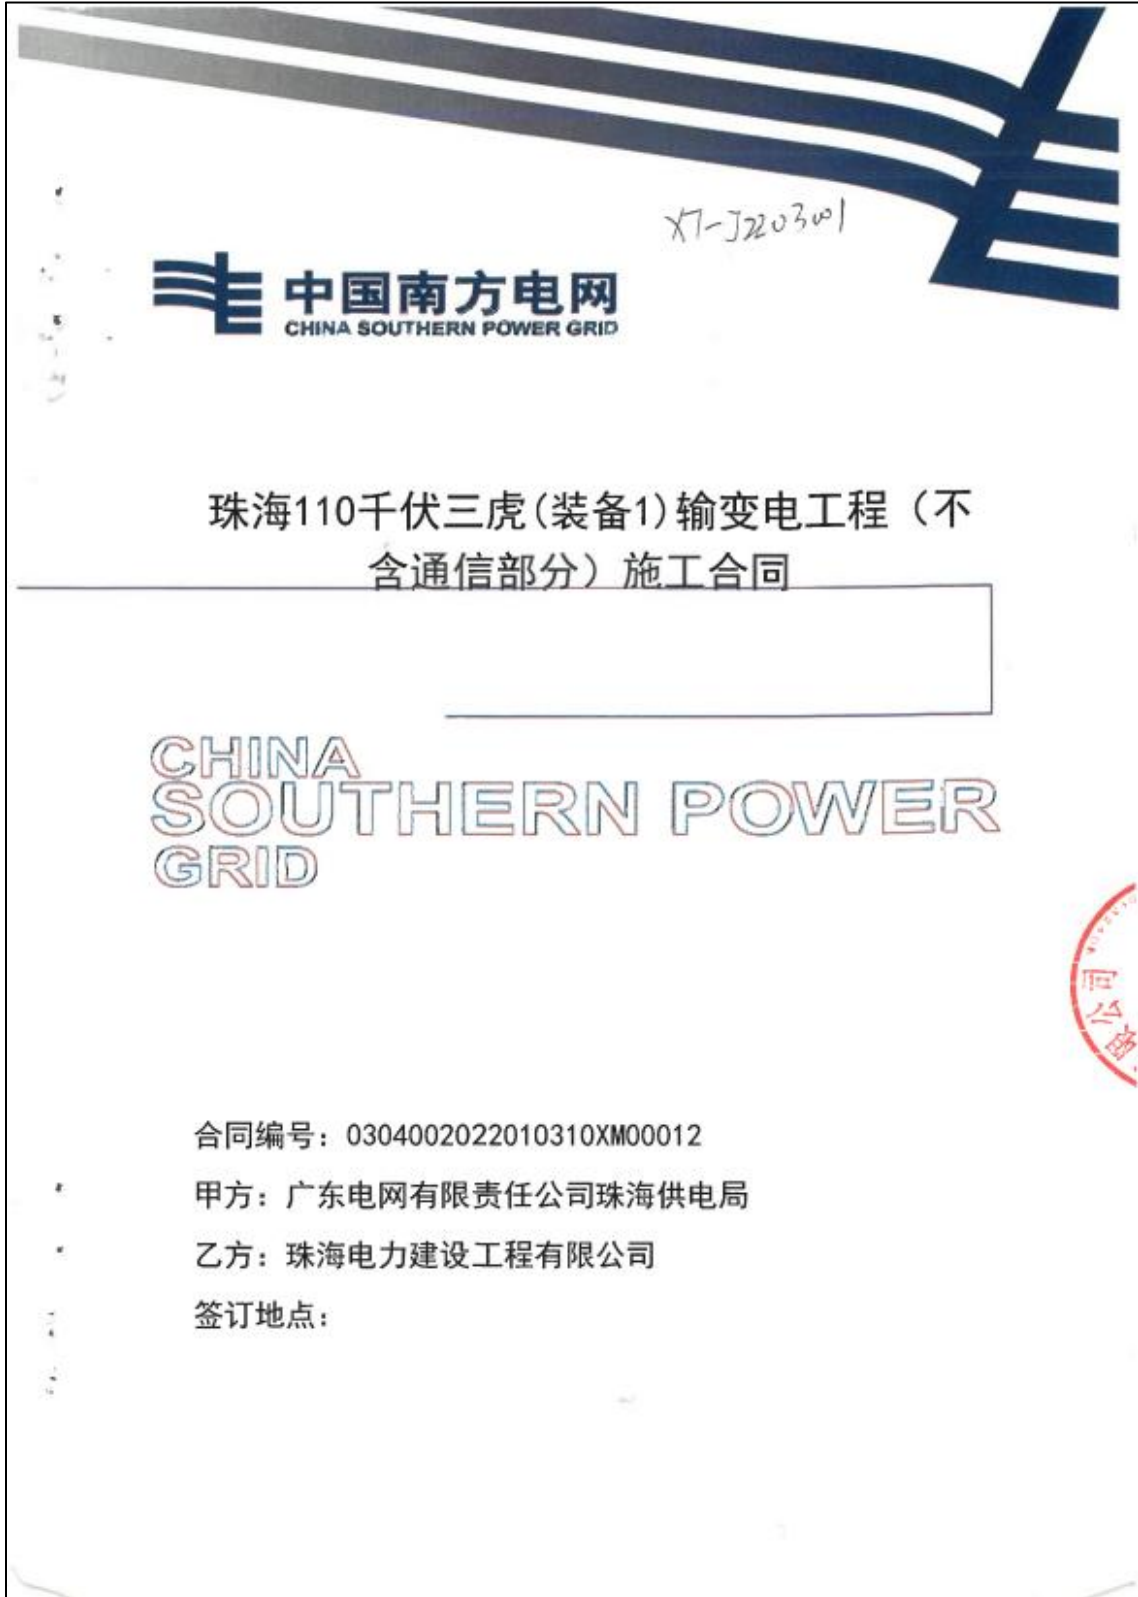 XT-J2203001
中国南方电网
CHINA SOUTHERN POWER GRID
珠海110千伏三虎(装备1)输变电工程（不
含通信部分）施工合同
CHINA
SOUTHERN POWER
GRID
限公司
合同编号：0304002022010310XM00012
甲方：广东电网有限责任公司珠海供电局
乙方：珠海电力建设工程有限公司
签订地点：